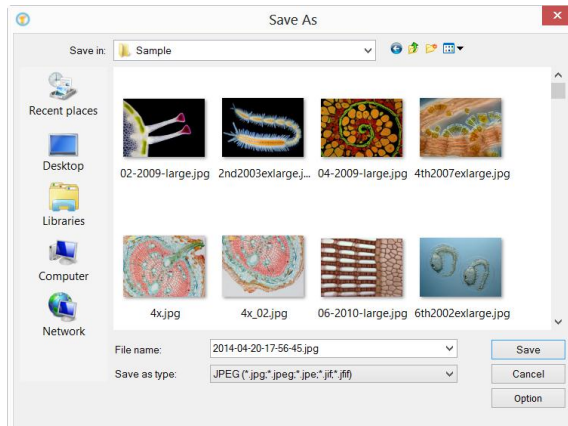 Save As
Save in:
Sample
Recent places
Desktop
Libraries
Computer
Network
02-2009-large.jpg 2nd2003exlarge.j... 04-2009-large.jpg 4th2007exlarge.jpg
4x.jpg 4x_02.jpg 06-2010-large.jpg 6th2002exlarge.jpg
File name: 2014-04-20-17-56-45.jpg Save
Save as type: JPEG (*.jpg;*.jpeg;*.jpe;*.jif;*.jfif) Cancel
Option